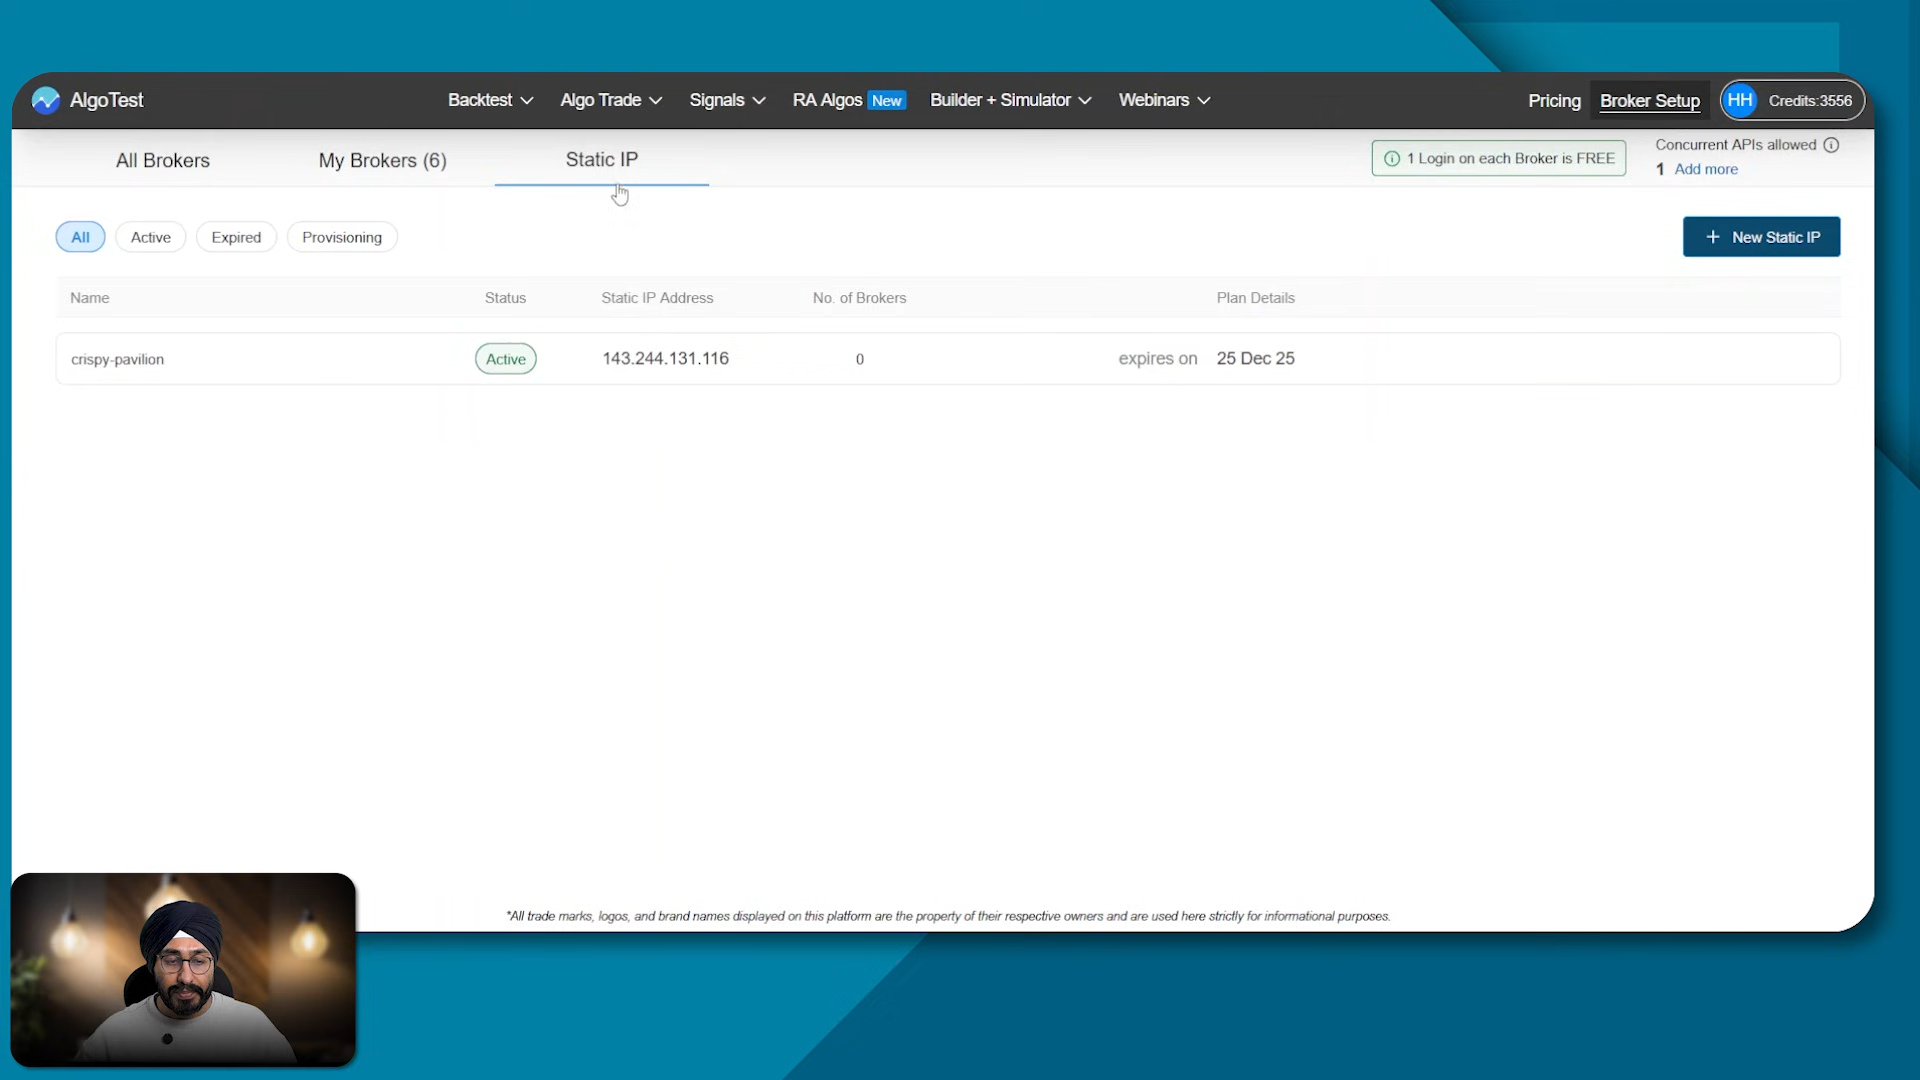 AlgoTest
Backtest
Algo Trade
Signals
RA Algos New
Builder + Simulator
Webinars
Pricing
Broker Setup
HH
Credits:3556
All Brokers
My Brokers (6)
Static IP
1 Login on each Broker is FREE
Concurrent APIs allowed
1 Add more
All
Active
Expired
Provisioning
+ New Static IP
Name
Status
Static IP Address
No. of Brokers
Plan Details
crispy-pavilion
Active
143.244.131.116
0
expires on 25 Dec 25
*All trade marks, logos, and brand names displayed on this platform are the property of their respective owners and are used here strictly for informational purposes.